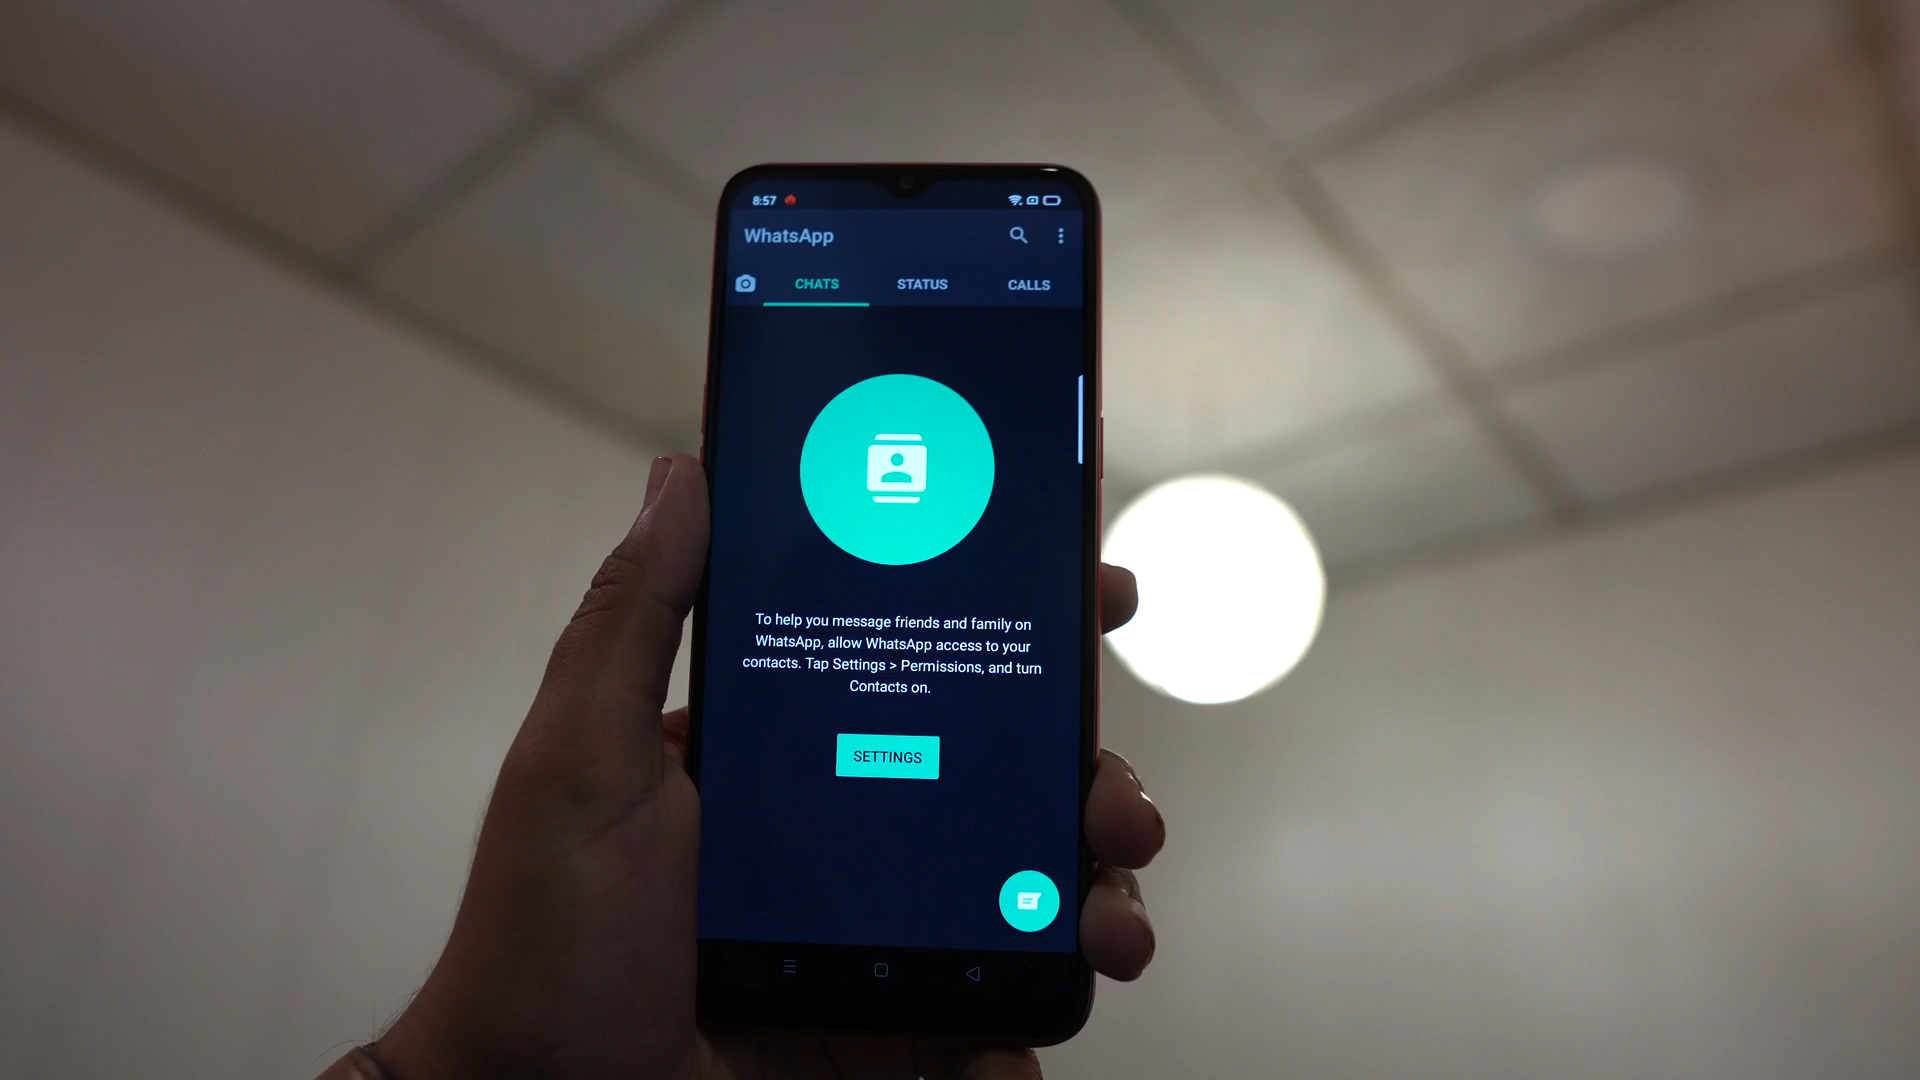 8:57
WhatsApp
CHATS STATUS CALLS
To help you message friends and family on
WhatsApp, allow WhatsApp access to your
contacts. Tap Settings > Permissions, and turn
Contacts on.
SETTINGS